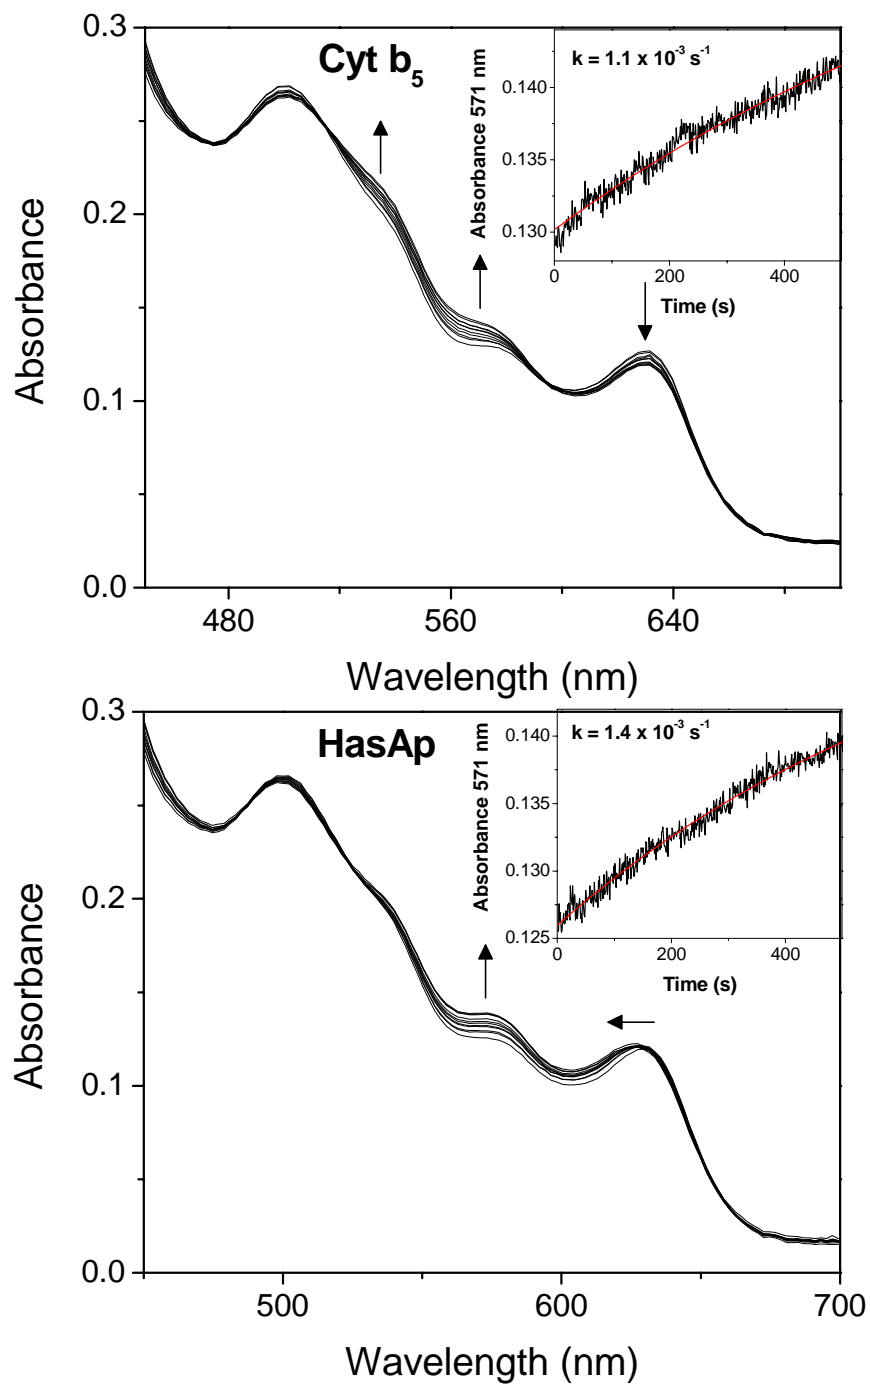 0.3
Cyt b5
k = 1.1 x 10-3 s-1
Absorbance 571 nm
0.140
0.135
0.130
0 200 400
Time (s)
0.2
0.1
0.0
Absorbance
480 560 640
Wavelength (nm)
0.3
HasAp
k = 1.4 x 10-3 s-1
Absorbance 571 nm
0.140
0.135
0.130
0.125
0 200 400
Time (s)
0.2
0.1
0.0
Absorbance
500 600 700
Wavelength (nm)